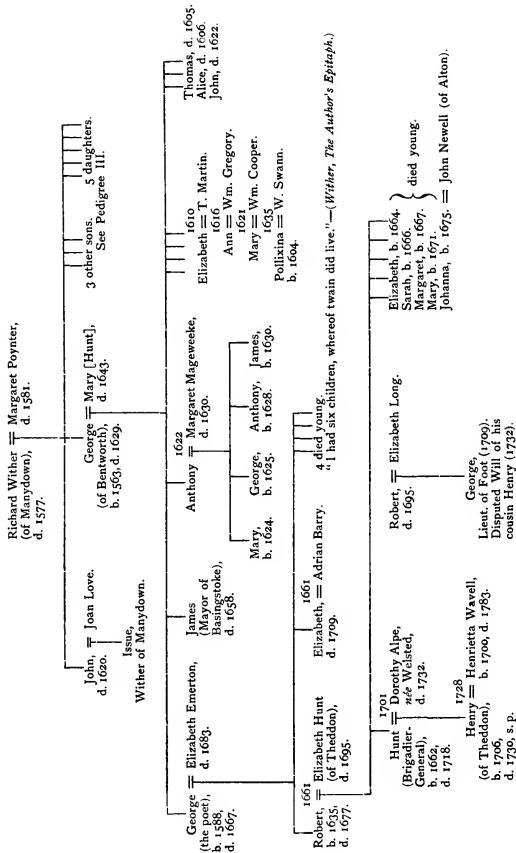 Richard Wither = Margaret Poynter,
(of Manydown), d. 1581.
d. 1577.
John, = Joan Love.
d. 1620.
Issue,
Wither of Manydown.
George = Mary [Hunt],
(of Bentworth), d. 1643.
b. 1563, d. 1629.
3 other sons. 5 daughters.
See Pedigree III.
George = Elizabeth Emerton,
(the poet), d. 1683.
b. 1588,
d. 1667.
James
(Mayor of
Basingstoke),
d. 1658.
1622
Anthony = Margaret Mageweeke,
d. 1630.
Mary,
b. 1624.
George,
b. 1625.
Anthony,
b. 1628.
James,
b. 1630.
1610
Elizabeth = T. Martin.
1616
Ann = Wm. Gregory.
1621
Mary = Wm. Cooper.
1635
Pollixina = W. Swann.
b. 1604.
Thomas, d. 1605.
Alice, d. 1606.
John, d. 1622.
1661
Robert, = Elizabeth Hunt
b. 1635, (of Theddon),
d. 1677. d. 1695.
1661
Elizabeth, = Adrian Barry.
d. 1709.
4 died young.
"I had six children, whereof twain did live."—(Wither, The Author's Epitaph.)
1701
Hunt = Dorothy Alpe,
(Brigadier- née Welsted,
General), d. 1732.
b. 1662,
d. 1718.
1728
Henry = Henrietta Wavell,
(of Theddon), b. 1700, d. 1783.
b. 1706,
d. 1730, s. p.
Robert, = Elizabeth Long.
d. 1695.
George,
Lieut. of Foot (1709).
Disputed Will of his
cousin Henry (1732).
Elizabeth, b. 1664.
Sarah, b. 1666.
Margaret, b. 1667.
Mary, b. 1671.
died young.
Johanna, b. 1675. = John Newell (of Alton).